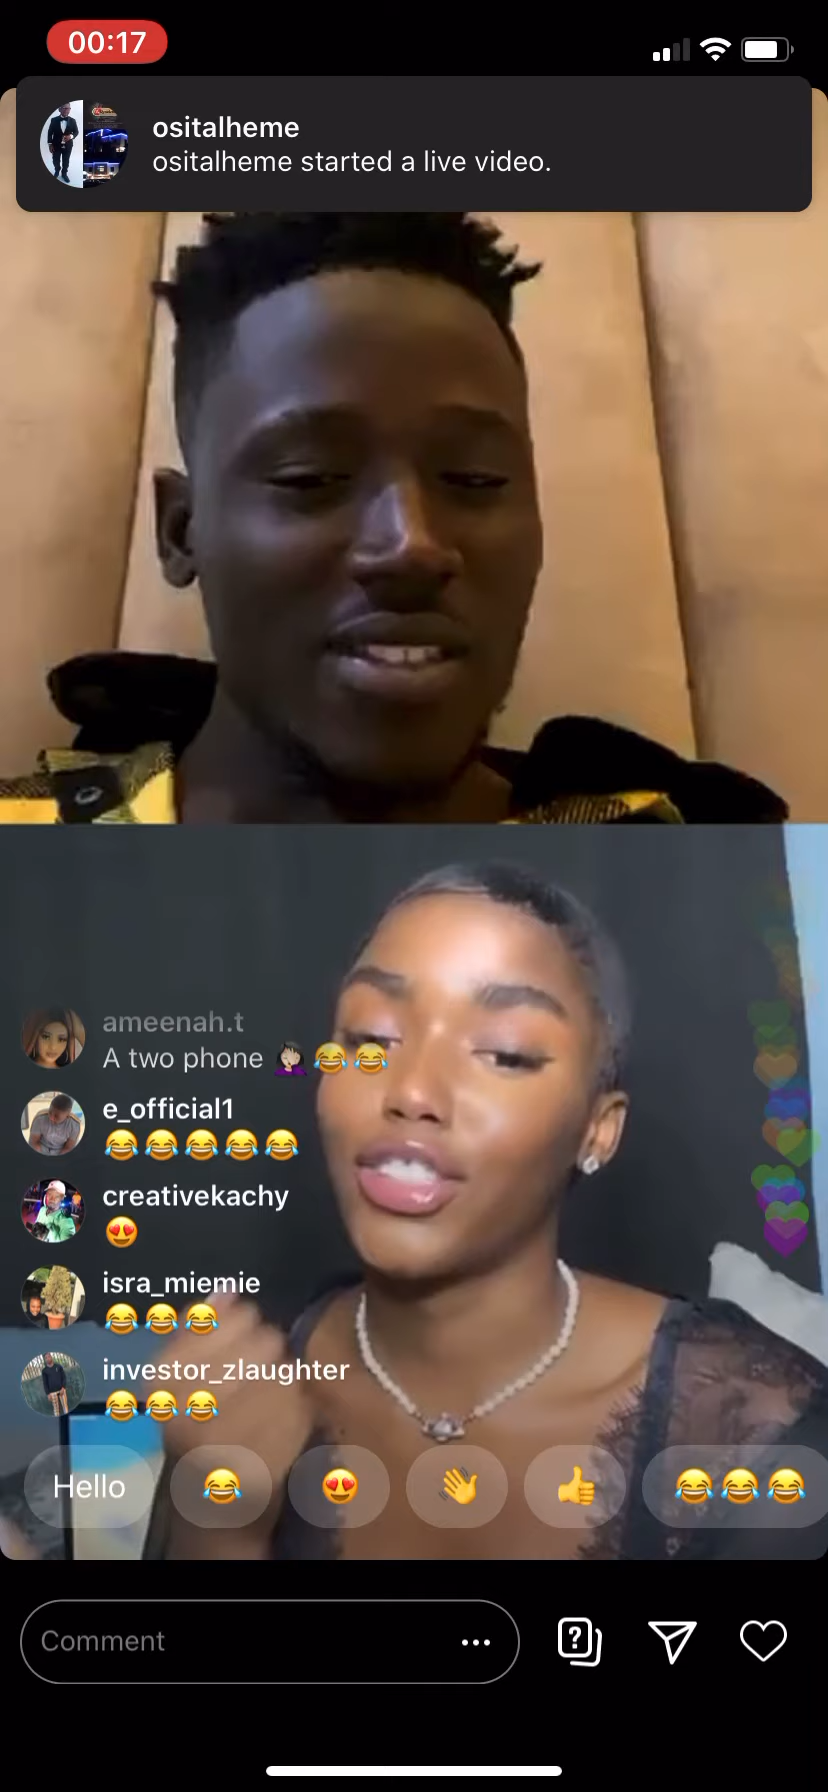 00:17
ositalheme
ositalheme started a live video.
ameenah.t
A two phone 🤦🏻‍♀️😂😂
e_official1
😂😂😂😂😂
creativekachy
😍
isra_miemie
😂😂😂
investor_zlaughter
😂😂😂
Hello 😂 😍 👋 👍 😂😂😂
Comment